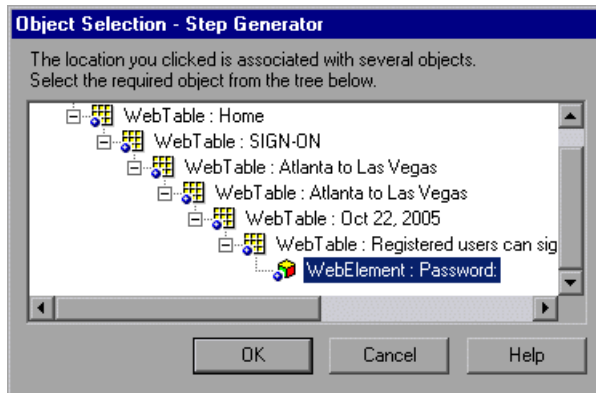 Object Selection - Step Generator
The location you clicked is associated with several objects.
Select the required object from the tree below.
WebTable : Home
WebTable : SIGN-ON
WebTable : Atlanta to Las Vegas
WebTable : Atlanta to Las Vegas
WebTable : Oct 22, 2005
WebTable : Registered users can sig
WebElement : Password:
OK Cancel Help